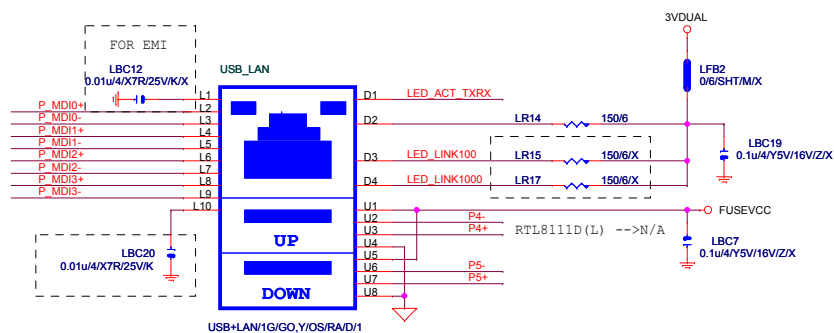 3VDUAL
FOR EMI
LBC12
0.01u/4/X7R/25V/K/X
USB_LAN
LFB2
0/6/SHT/M/X
L1
D1
LED_ACT_TXRX
P_MDI0+
L2
P_MDI0-
L3
D2
LR14
150/6
P_MDI1+
L4
P_MDI1-
L5
LBC19
0.1u/4/Y5V/16V/Z/X
P_MDI2+
L6
D3
LED_LINK100
LR15
150/6/X
P_MDI2-
L7
P_MDI3+
L8
D4
LED_LINK1000
LR17
150/6/X
P_MDI3-
L9
L10
U1
FUSEVCC
U2
P4-
U3
P4+
RTL8111D(L) -->N/A
UP
U4
LBC20
0.01u/4/X7R/25V/K
U5
LBC7
0.1u/4/Y5V/16V/Z/X
U6
P5-
U7
P5+
DOWN
U8
USB+LAN/1G/GO,Y/OS/RA/D/1